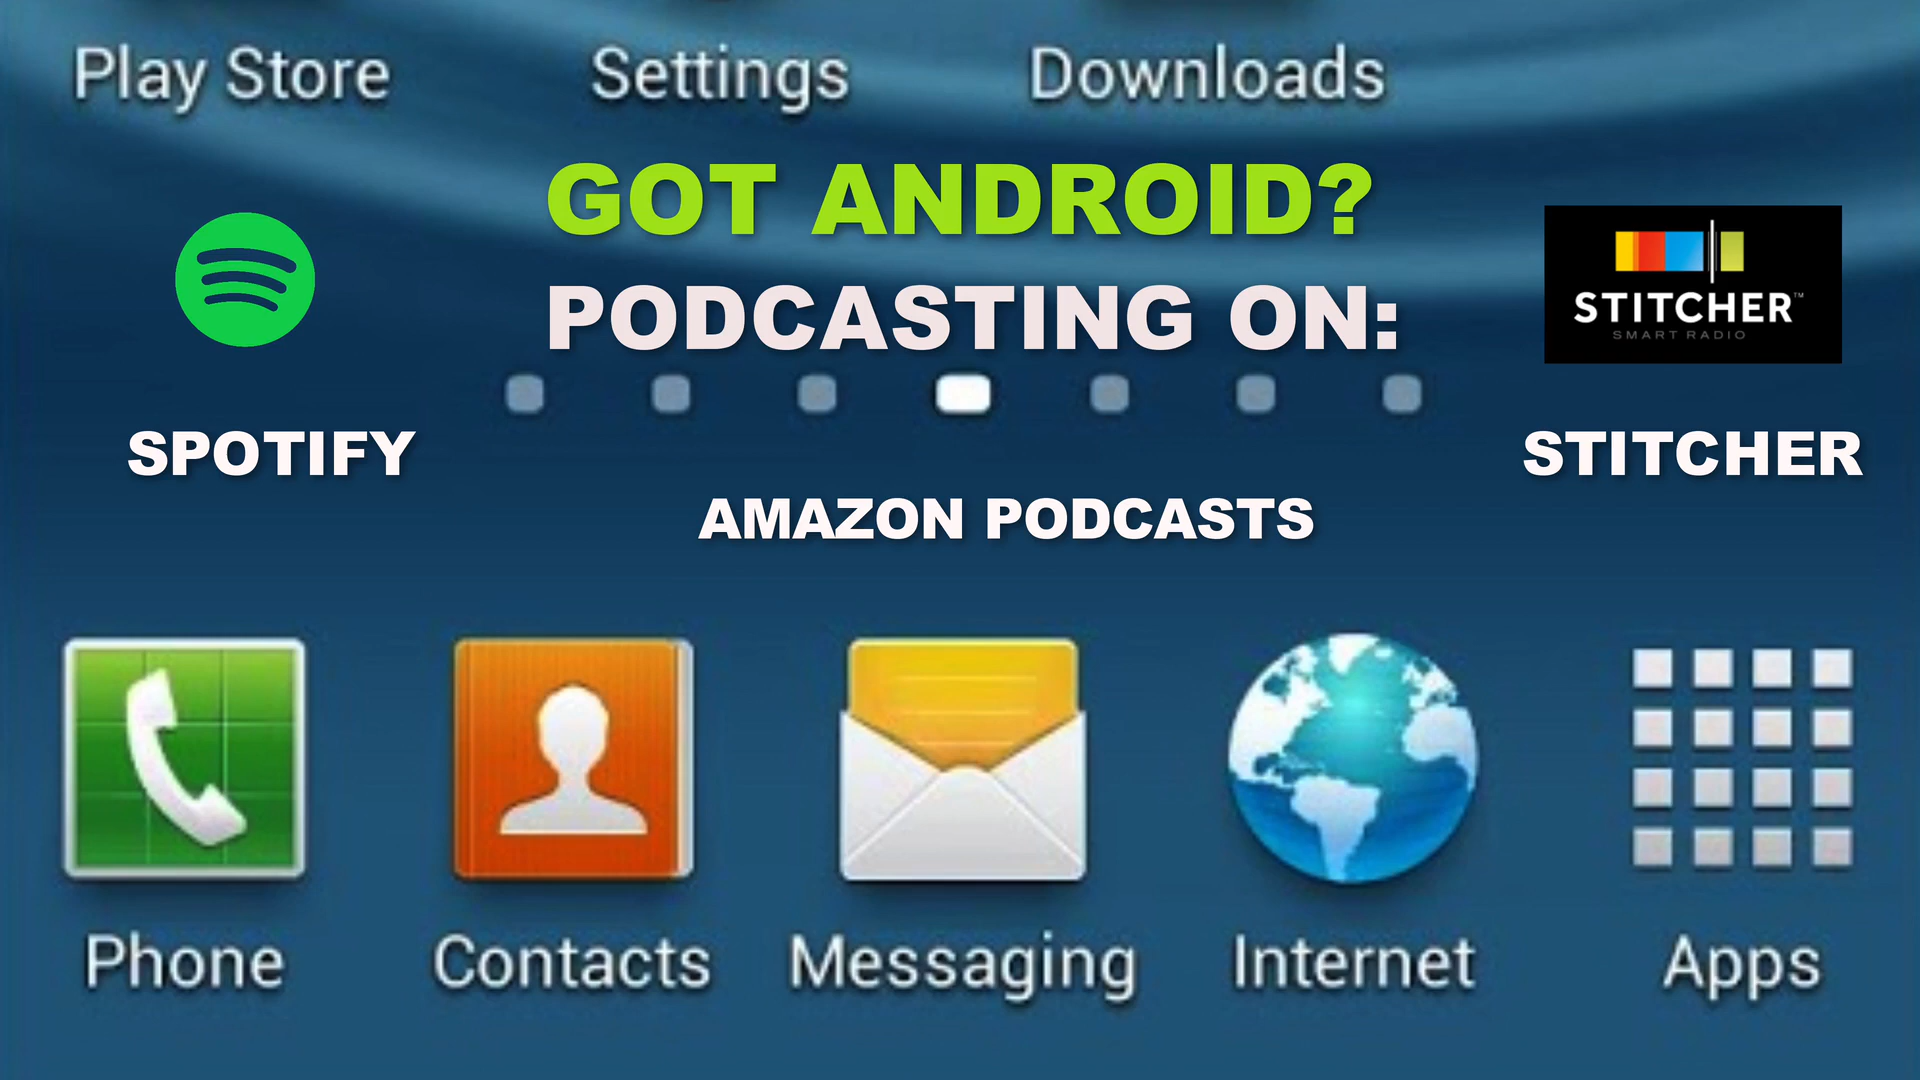 Play Store Settings Downloads
GOT ANDROID?
PODCASTING ON:
STITCHER™
SMART RADIO
SPOTIFY
STITCHER
AMAZON PODCASTS
Phone Contacts Messaging Internet Apps